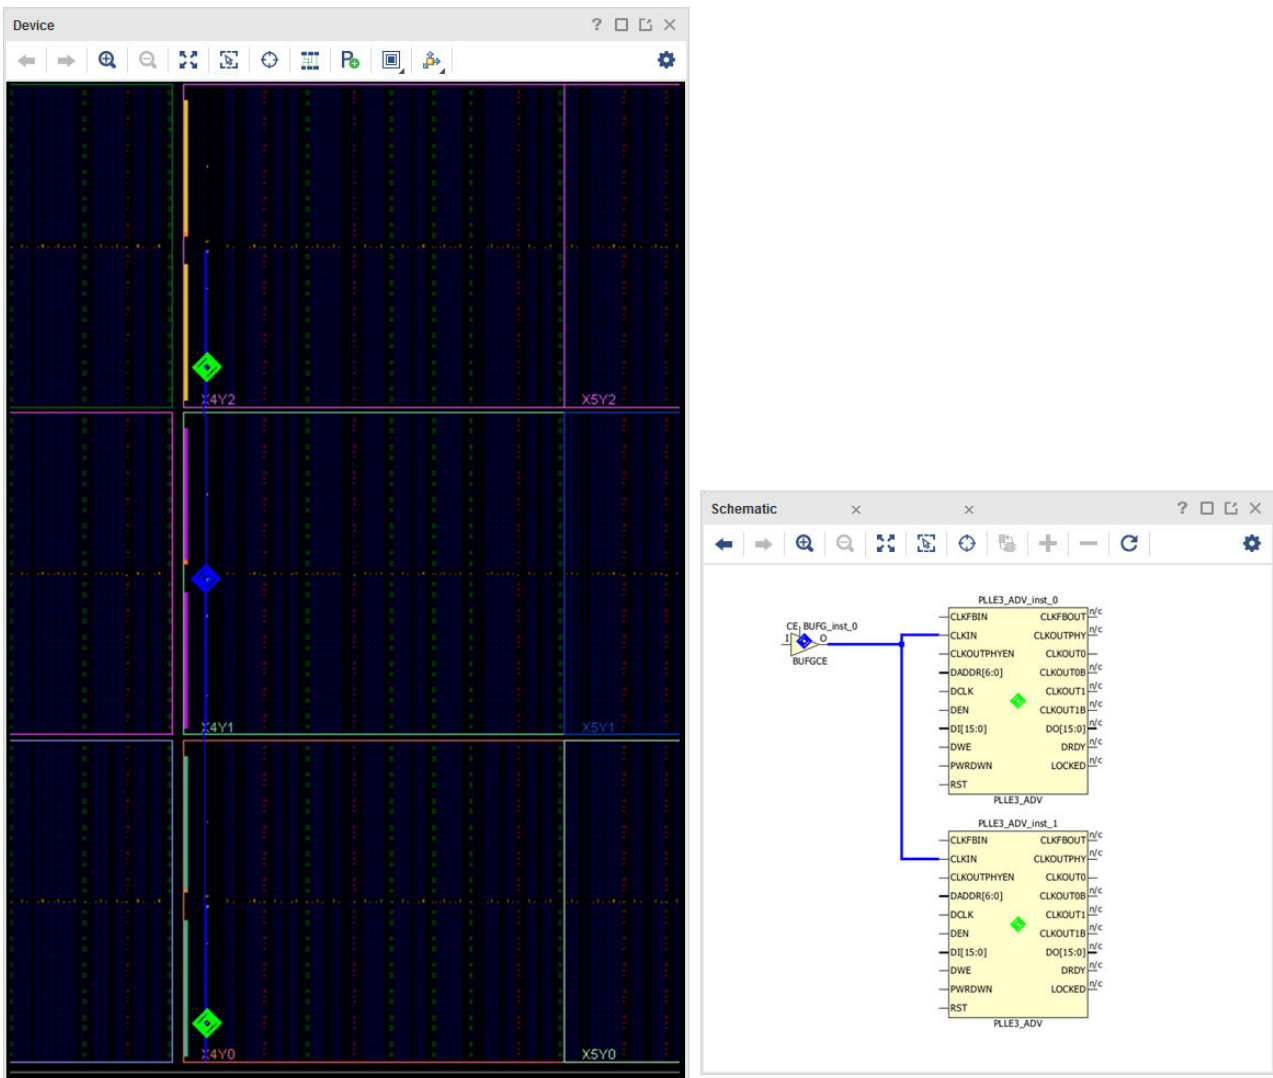 Device
?
P
X4Y2
X5Y2
X4Y1
X5Y1
X4Y0
X5Y0
Schematic
?
CE BUFG_inst_0
I
O
BUFGCE
PLLE3_ADV_inst_0
CLKFBIN CLKFBOUT n/c
CLKIN CLKOUTPHY n/c
CLKOUTPHYEN CLKOUT0
DADDR[6:0] CLKOUT0B n/c
DCLK CLKOUT1 n/c
DEN CLKOUT1B n/c
DI[15:0] DO[15:0] n/c
DWE DRDY n/c
PWRDWN LOCKED n/c
RST
PLLE3_ADV
PLLE3_ADV_inst_1
CLKFBIN CLKFBOUT n/c
CLKIN CLKOUTPHY n/c
CLKOUTPHYEN CLKOUT0
DADDR[6:0] CLKOUT0B n/c
DCLK CLKOUT1 n/c
DEN CLKOUT1B n/c
DI[15:0] DO[15:0] n/c
DWE DRDY n/c
PWRDWN LOCKED n/c
RST
PLLE3_ADV